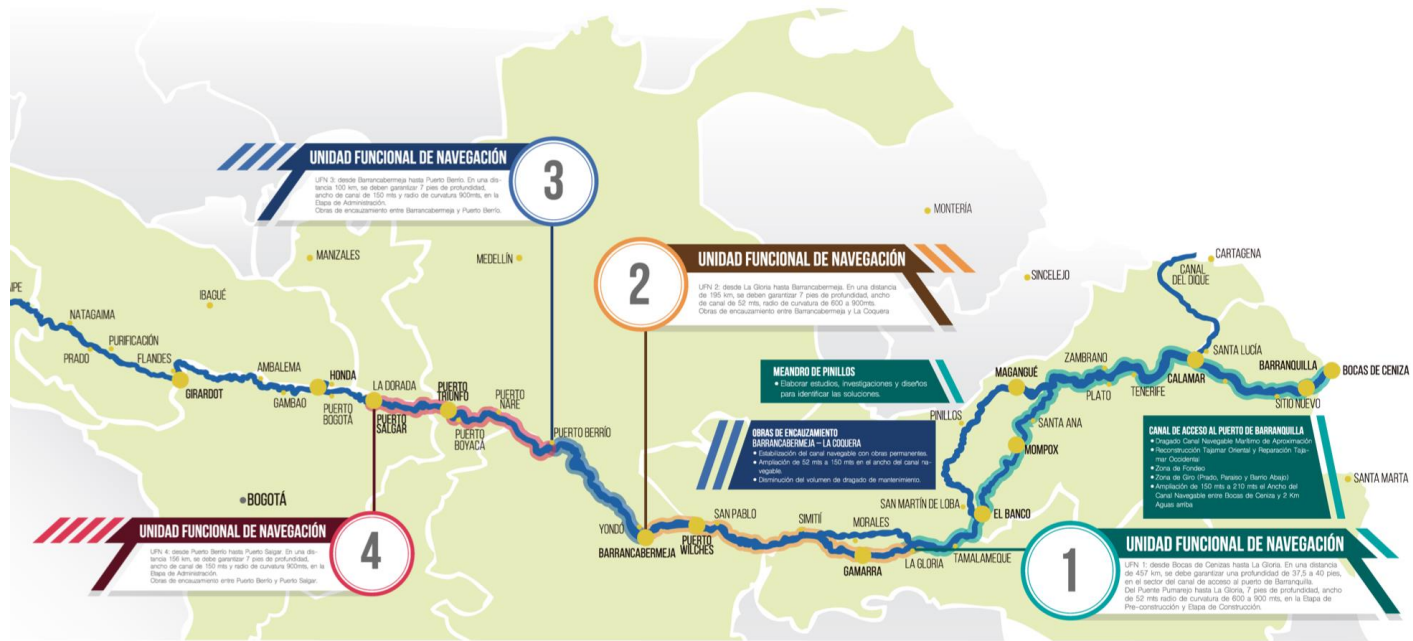 UNIDAD FUNCIONAL DE NAVEGACIÓN
3
UFN 3: desde Barrancabermeja hasta Puerto Berrío. En una dis-
tancia 100 km, se deben garantizar 7 pies de profundidad,
ancho de canal de 150 mts y radio de curvatura 900mts, en la
Etapa de Administración.
Obras de encauzamiento entre Barrancabermeja y Puerto Berrío.
UNIDAD FUNCIONAL DE NAVEGACIÓN
2
UFN 2: desde La Gloria hasta Barrancabermeja. En una distancia
de 195 km, se deben garantizar 7 pies de profundidad, ancho
de canal de 52 mts, radio de curvatura de 600 a 900mts.
Obras de encauzamiento entre Barrancabermeja y La Coquera
MONTERÍA
MANIZALES
MEDELLÍN
SINCELEJO
CARTAGENA
CANAL
DEL DIQUE
IBAGUÉ
NATAGAIMA
PURIFICACIÓN
PRADO
FLANDES
GIRARDOT
AMBALEMA
GAMBAO
HONDA
PUERTO
BOGOTÁ
LA DORADA
PUERTO
SALGAR
PUERTO
TRIUNFO
PUERTO
BOYACÁ
PUERTO
NARE
PUERTO BERRÍO
MEANDRO DE PINILLOS
• Elaborar estudios, investigaciones y diseños
para identificar las soluciones.
OBRAS DE ENCAUZAMIENTO
BARRANCABERMEJA – LA COQUERA
• Estabilización del canal navegable con obras permanentes.
• Ampliación de 52 mts a 150 mts en el ancho del canal na-
vegable.
• Disminución del volumen de dragado de mantenimiento.
MAGANGUÉ
PINILLOS
ZAMBRANO
PLATO
TENERIFE
SANTA ANA
CALAMAR
SANTA LUCÍA
BARRANQUILLA
SITIO NUEVO
BOCAS DE CENIZA
MOMPOX
CANAL DE ACCESO AL PUERTO DE BARRANQUILLA
• Dragado Canal Navegable Marítimo de Aproximación
• Reconstrucción Tajamar Oriental y Reparación Taja-
mar Occidental
• Zona de Fondeo
• Zona de Giro (Prado, Paraíso y Barrio Abajo)
• Ampliación de 150 mts a 210 mts el Ancho del
Canal Navegable entre Bocas de Ceniza y 2 Km
Aguas arriba
SANTA MARTA
BOGOTÁ
YONDÓ
BARRANCABERMEJA
PUERTO
WILCHES
SAN PABLO
SIMITÍ
MORALES
GAMARRA
LA GLORIA
TAMALAMEQUE
SAN MARTÍN DE LOBA
EL BANCO
UNIDAD FUNCIONAL DE NAVEGACIÓN
4
UFN 4: desde Puerto Berrío hasta Puerto Salgar. En una dis-
tancia 156 km, se deben garantizar 7 pies de profundidad,
ancho de canal de 150 mts y radio de curvatura 900mts, en la
Etapa de Administración.
Obras de encauzamiento entre Puerto Berrío y Puerto Salgar.
1
UNIDAD FUNCIONAL DE NAVEGACIÓN
UFN 1: desde Bocas de Cenizas hasta La Gloria. En una distancia
de 457 km, se debe garantizar una profundidad de 37,5 a 40 pies,
en el sector del canal de acceso al puerto de Barranquilla.
Del Puente Pumarejo hasta La Gloria, 7 pies de profundidad, ancho
de 52 mts radio de curvatura de 600 a 900 mts, en la Etapa de
Pre-construcción y Etapa de Construcción.